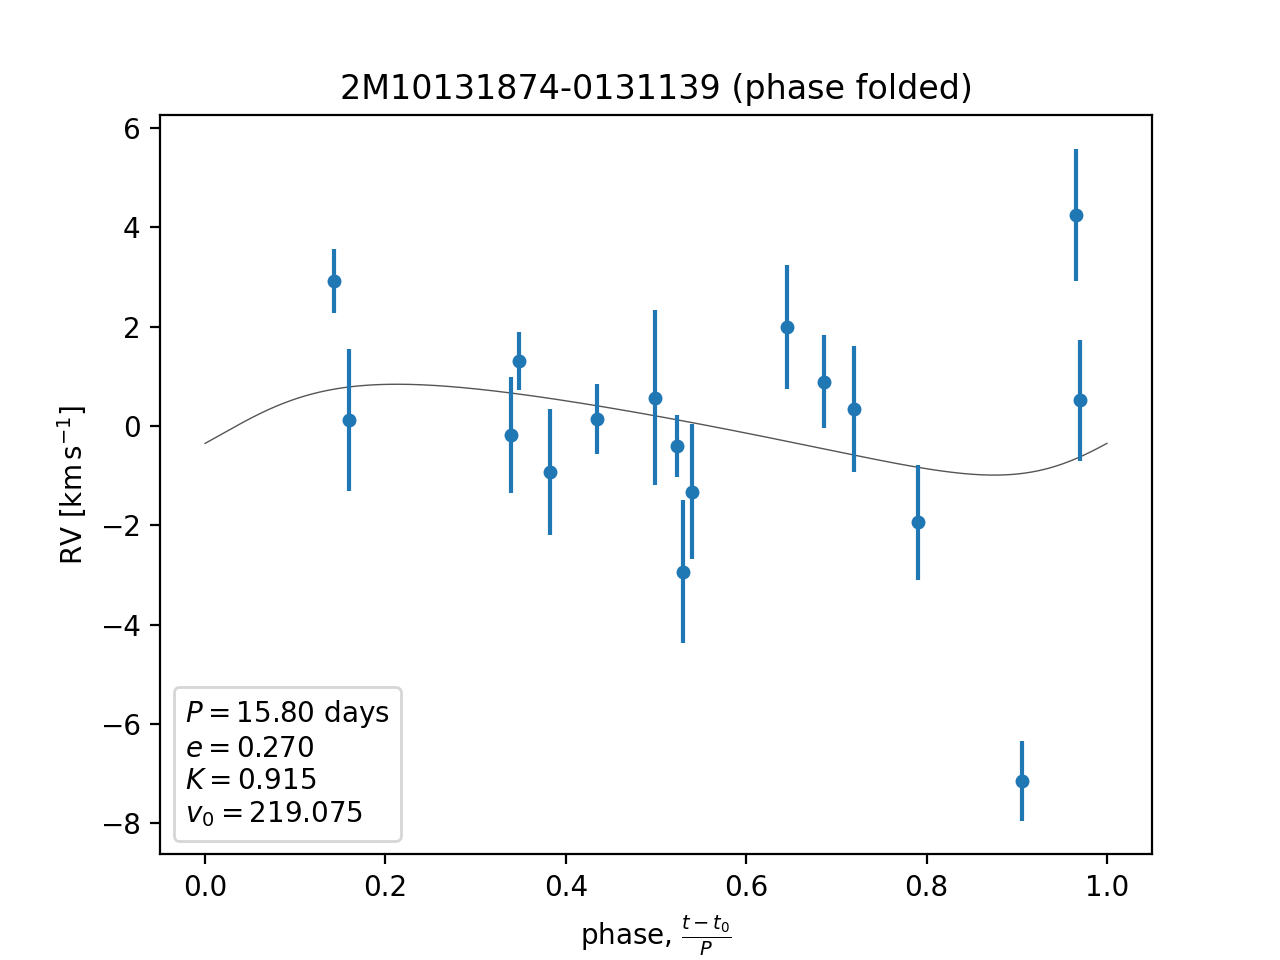 2M10131874-0131139 (phase folded)
RV [km s⁻¹]
6
4
2
0
−2
−4
−6
−8
P = 15.80 days
e = 0.270
K = 0.915
v₀ = 219.075
0.0 0.2 0.4 0.6 0.8 1.0
phase, (t − t₀)/P